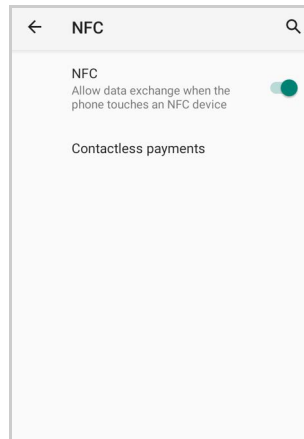 NFC
NFC
Allow data exchange when the
phone touches an NFC device
Contactless payments